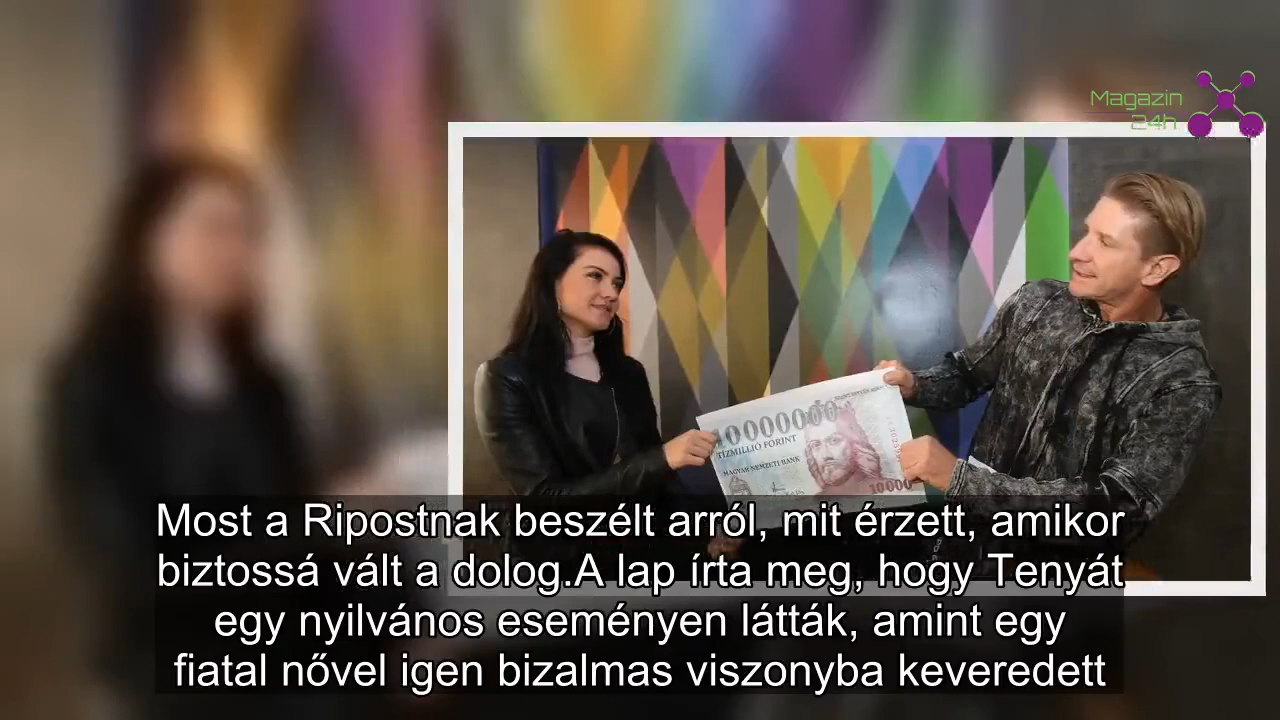 Magazin
24h
10000000
TÍZMILLIÓ FORINT
MAGYAR NEMZETI BANK
10000
Most a Ripostnak beszélt arról, mit érzett, amikor
biztossá vált a dolog.A lap írta meg, hogy Tenyát
egy nyilvános eseményen látták, amint egy
fiatal nővel igen bizalmas viszonyba keveredett